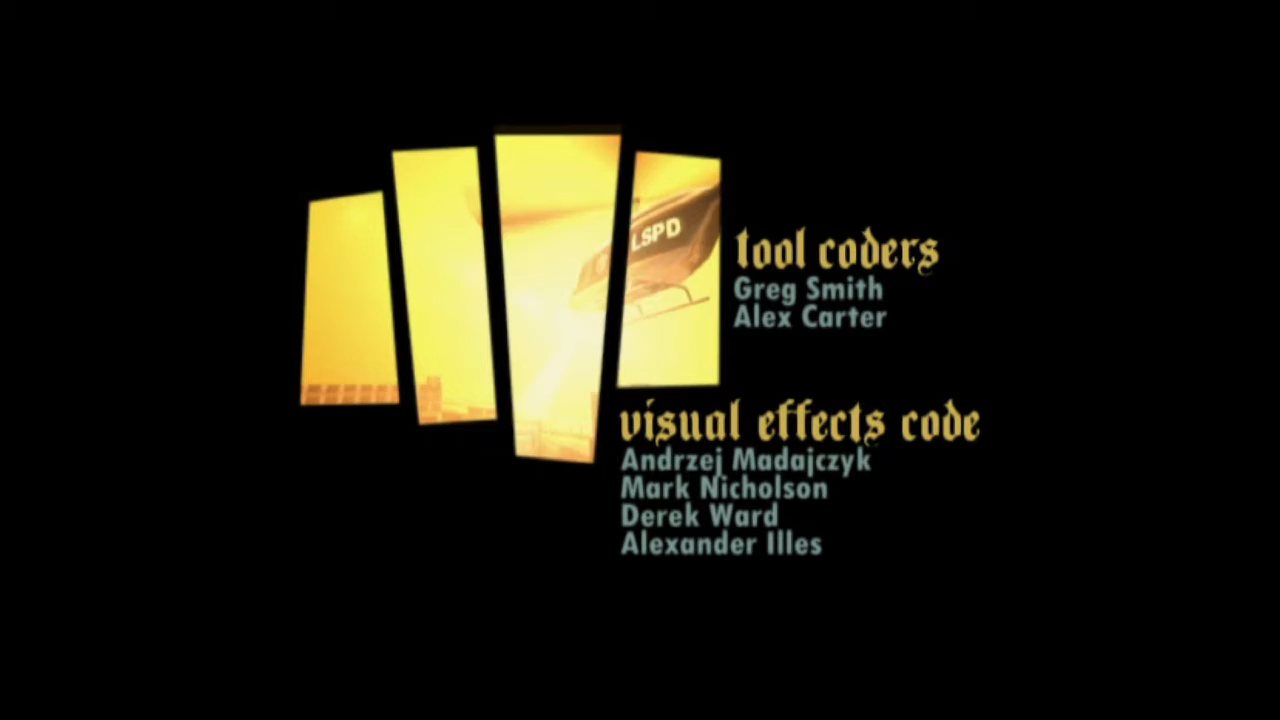 LSPD
tool coders
Greg Smith
Alex Carter
visual effects code
Andrzej Madajczyk
Mark Nicholson
Derek Ward
Alexander Illes